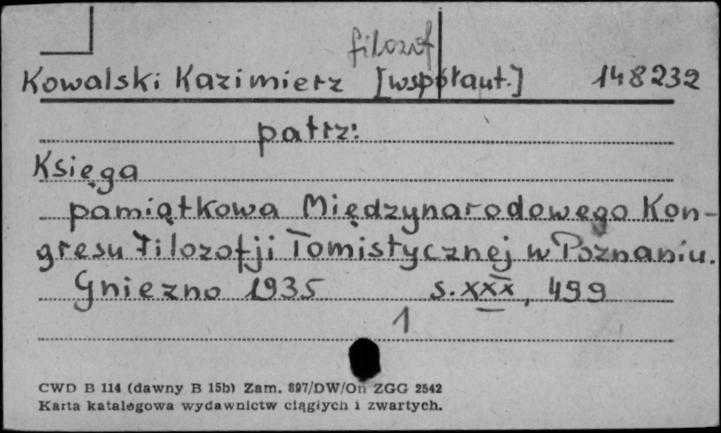 filozof
Kowalski Kazimierz [współaut.] 148232
patrz:
Księga
pamiątkowa Międzynarodowego Kon-
gresu Filozofji Tomistycznej w Poznaniu.
Gniezno 1935 s. XXX, 499
1
CWD B 114 (dawny B 15b) Zam. 897/DW/On ZGG 2542
Karta katalogowa wydawnictw ciągłych i zwartych.